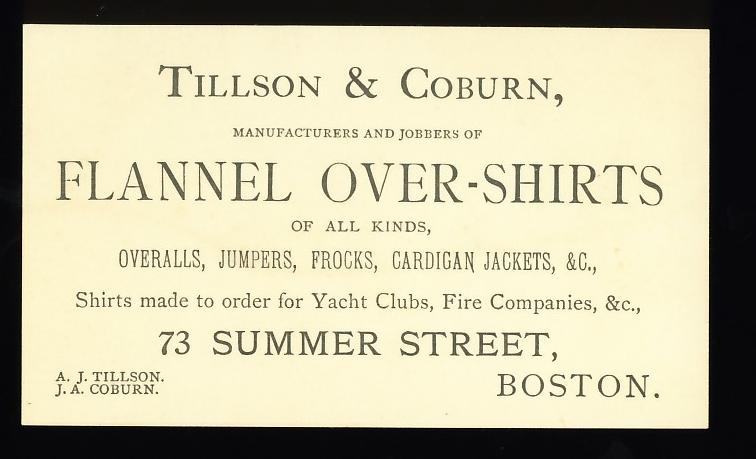 TILLSON & COBURN,
MANUFACTURERS AND JOBBERS OF
FLANNEL OVER-SHIRTS
OF ALL KINDS,
OVERALLS, JUMPERS, FROCKS, CARDIGAN JACKETS, &C.,
Shirts made to order for Yacht Clubs, Fire Companies, &c.,
73 SUMMER STREET,
A. J. TILLSON.
J. A. COBURN.
BOSTON.